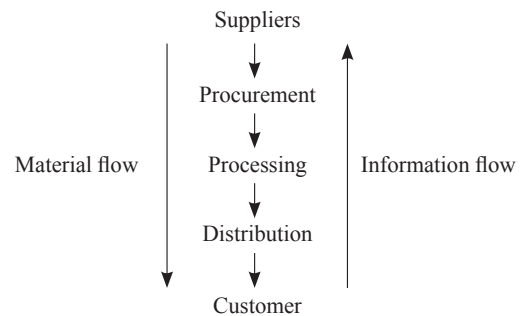 Suppliers
Procurement
Material flow
Processing
Information flow
Distribution
Customer